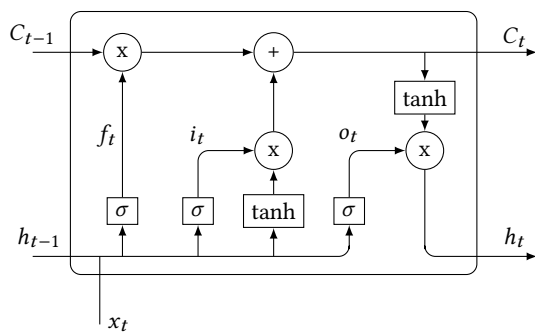 C_{t−1} x + C_t
tanh
f_t i_t x o_t x
σ σ tanh σ
h_{t−1} h_t
x_t